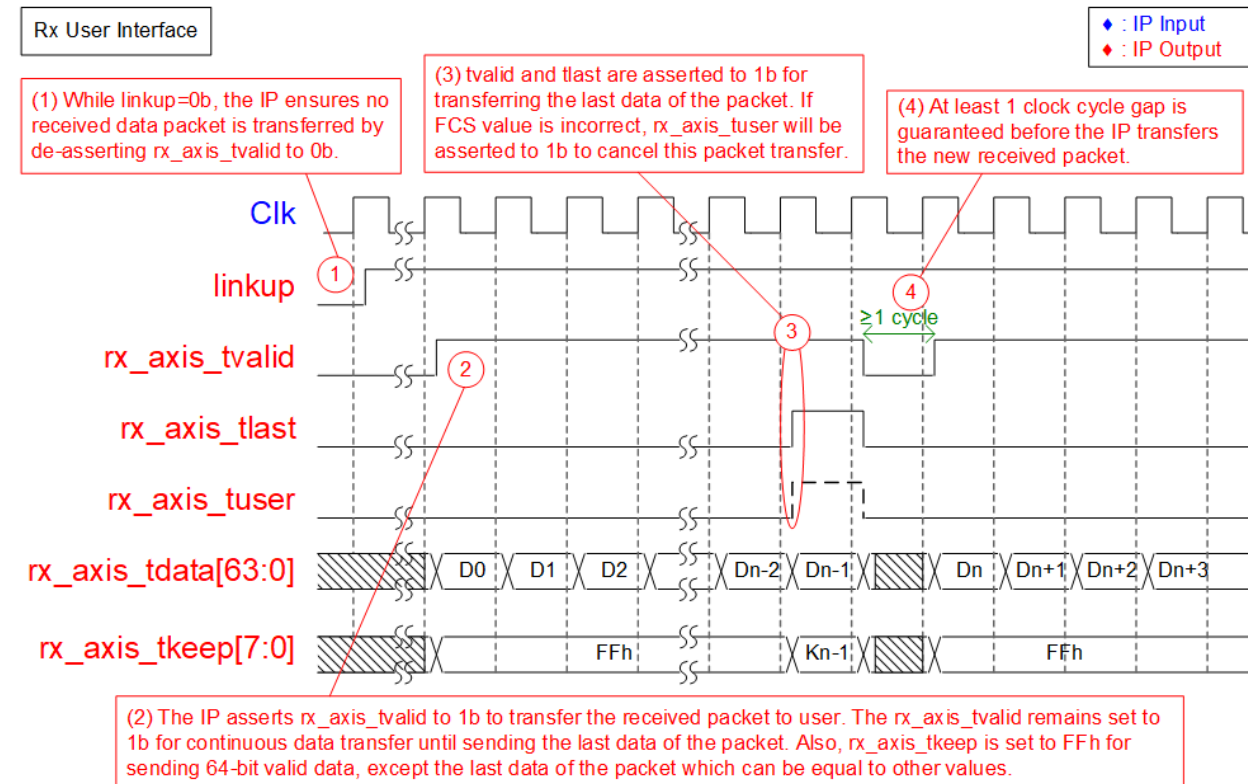 Rx User Interface
♦ : IP Input
♦ : IP Output
(1) While linkup=0b, the IP ensures no
received data packet is transferred by
de-asserting rx_axis_tvalid to 0b.
(3) tvalid and tlast are asserted to 1b for
transferring the last data of the packet. If
FCS value is incorrect, rx_axis_tuser will be
asserted to 1b to cancel this packet transfer.
(4) At least 1 clock cycle gap is
guaranteed before the IP transfers
the new received packet.
Clk
linkup
1
4
≥1 cycle
rx_axis_tvalid
2
3
rx_axis_tlast
rx_axis_tuser
rx_axis_tdata[63:0]
D0 D1 D2 Dn-2 Dn-1 Dn Dn+1 Dn+2 Dn+3
rx_axis_tkeep[7:0]
FFh Kn-1 FFh
(2) The IP asserts rx_axis_tvalid to 1b to transfer the received packet to user. The rx_axis_tvalid remains set to
1b for continuous data transfer until sending the last data of the packet. Also, rx_axis_tkeep is set to FFh for
sending 64-bit valid data, except the last data of the packet which can be equal to other values.